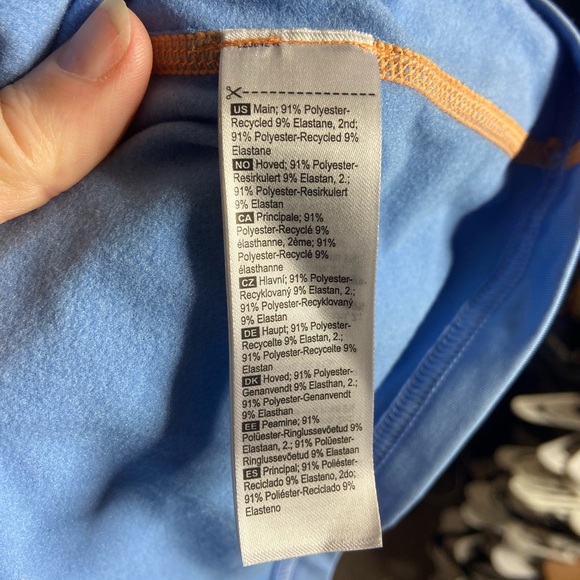 US Main; 91% Polyester-
Recycled 9% Elastane, 2nd;
91% Polyester-Recycled 9%
Elastane
NO Hoved; 91% Polyester-
Resirkulert 9% Elastan, 2.;
91% Polyester-Resirkulert
9% Elastan
CA Principale; 91%
Polyester-Recyclé 9%
élasthanne, 2ème; 91%
Polyester-Recyclé 9%
élasthanne
CZ Hlavní; 91% Polyester-
Recyklovaný 9% Elastan, 2.;
91% Polyester-Recyklovaný
9% Elastan
DE Haupt; 91% Polyester-
Recycelte 9% Elastan, 2.;
91% Polyester-Recycelte 9%
Elastan
DK Hoved; 91% Polyester-
Genanvendt 9% Elasthan, 2.;
91% Polyester-Genanvendt
9% Elasthan
EE Peamine; 91%
Polüester-Ringlussevõetud 9%
Elastaan, 2.; 91% Polüester-
Ringlussevõetud 9% Elastaan
ES Principal; 91% Poliéster-
Reciclado 9% Elasteno, 2do;
91% Poliéster-Reciclado 9%
Elasteno